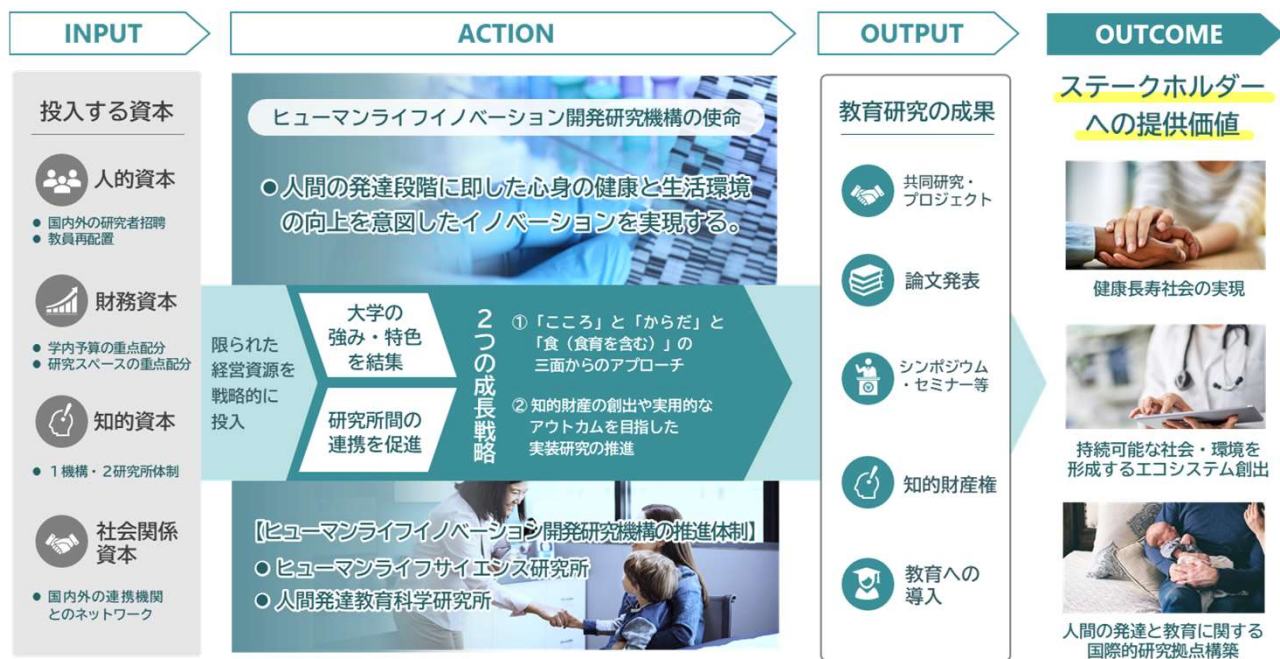 INPUT
ACTION
OUTPUT
OUTCOME
投入する資本
人的資本
● 国内外の研究者招聘
● 教員再配置
財務資本
● 学内予算の重点配分
● 研究スペースの重点配分
知的資本
● １機構・２研究所体制
社会関係
資本
● 国内外の連携機関
とのネットワーク
ヒューマンライフイノベーション開発研究機構の使命
● 人間の発達段階に即した心身の健康と生活環境
の向上を意図したイノベーションを実現する。
限られた
経営資源を
戦略的に
投入
大学の
強み・特色
を結集
研究所間の
連携を促進
２つの成長戦略
① 「こころ」と「からだ」と
「食（食育を含む）」の
三面からのアプローチ
② 知的財産の創出や実用的な
アウトカムを目指した
実装研究の推進
【ヒューマンライフイノベーション開発研究機構の推進体制】
● ヒューマンライフサイエンス研究所
● 人間発達教育科学研究所
教育研究の成果
共同研究・
プロジェクト
論文発表
シンポジウム
・セミナー等
知的財産権
教育への
導入
ステークホルダー
への提供価値
健康長寿社会の実現
持続可能な社会・環境を
形成するエコシステム創出
人間の発達と教育に関する
国際的研究拠点構築